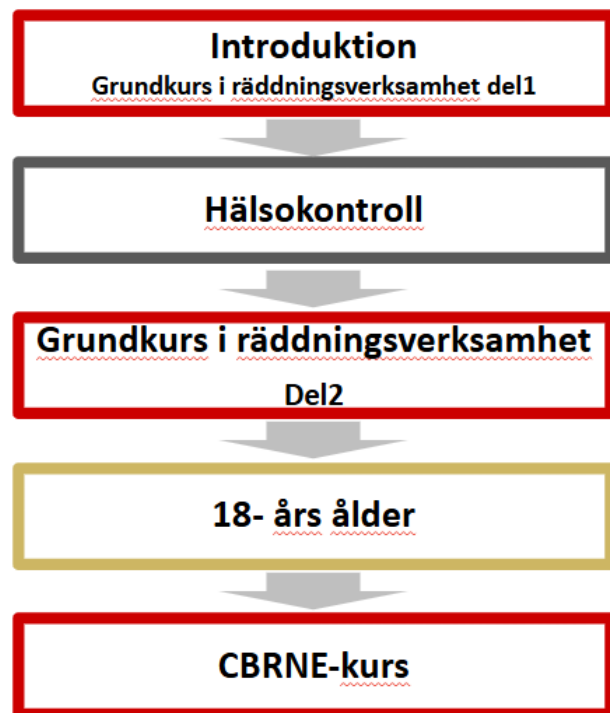 Introduktion
Grundkurs i räddningsverksamhet del1
Hälsokontroll
Grundkurs i räddningsverksamhet
Del2
18- års ålder
CBRNE-kurs